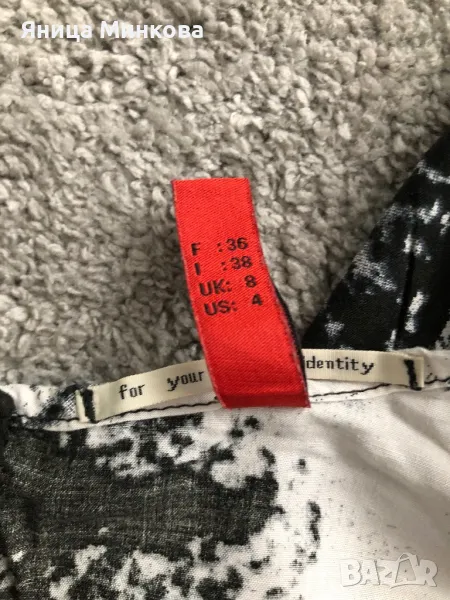 Яница Минкова
F :36
I :38
UK: 8
US: 4
for your dentity
BAZAR